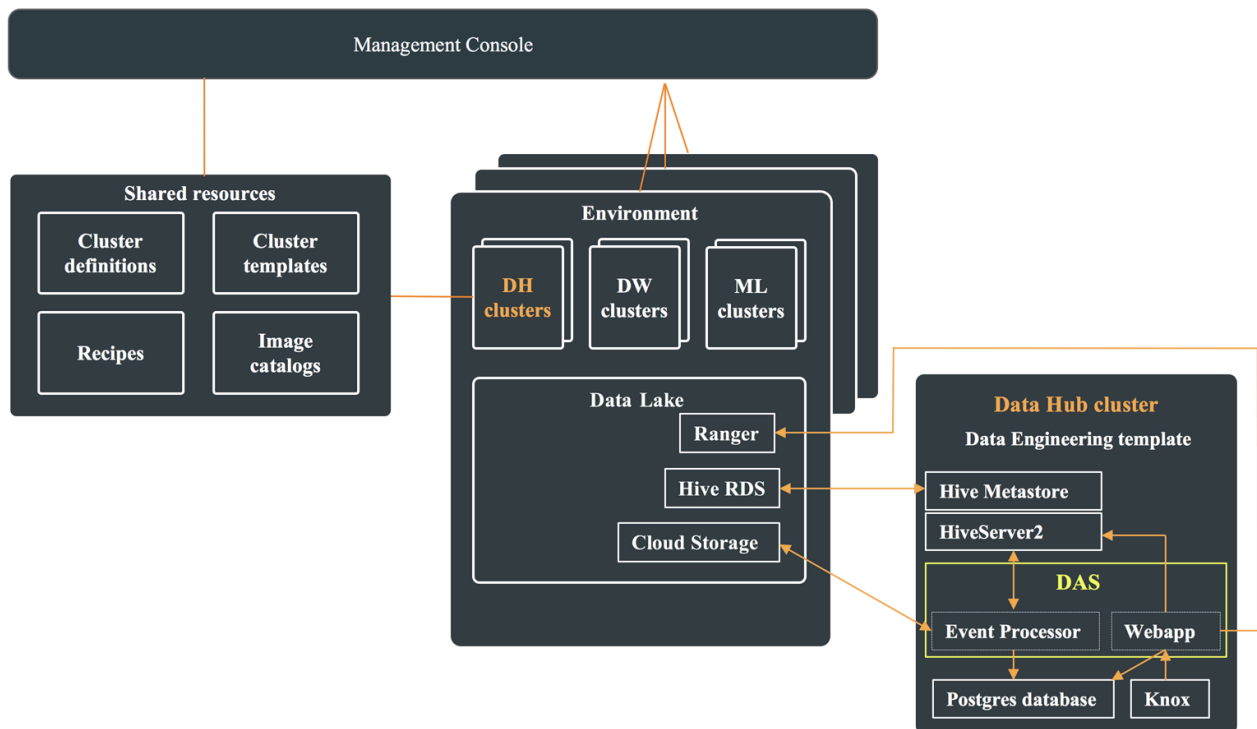 Management Console
Shared resources
Cluster
definitions
Cluster
templates
Recipes
Image
catalogs
Environment
DH
clusters
DW
clusters
ML
clusters
Data Lake
Ranger
Hive RDS
Cloud Storage
Data Hub cluster
Data Engineering template
Hive Metastore
HiveServer2
DAS
Event Processor
Webapp
Postgres database
Knox